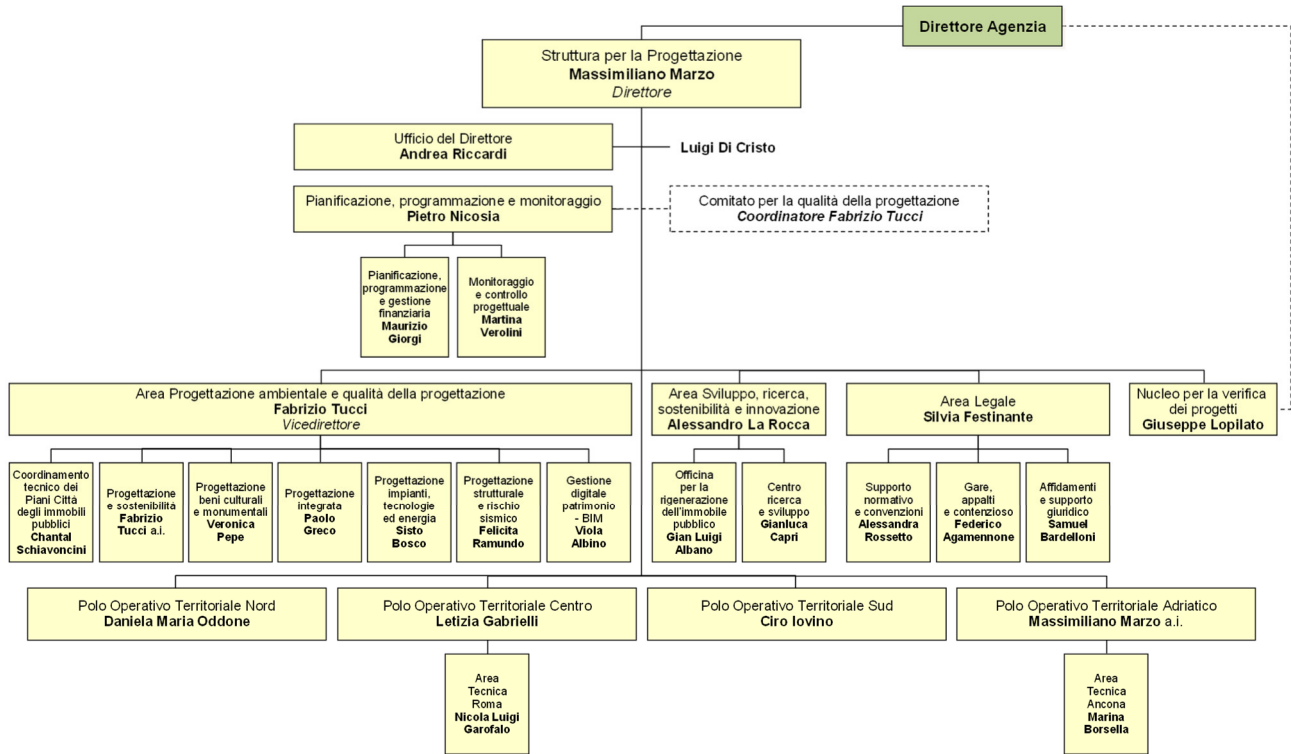 Direttore Agenzia
Struttura per la Progettazione
Massimiliano Marzo
Direttore
Ufficio del Direttore
Andrea Riccardi
Luigi Di Cristo
Pianificazione, programmazione e monitoraggio
Pietro Nicosia
Comitato per la qualità della progettazione
Coordinatore Fabrizio Tucci
Pianificazione,
programmazione
e gestione
finanziaria
Maurizio
Giorgi
Monitoraggio
e controllo
progettuale
Martina
Verolini
Area Progettazione ambientale e qualità della progettazione
Fabrizio Tucci
Vicedirettore
Area Sviluppo, ricerca,
sostenibilità e innovazione
Alessandro La Rocca
Area Legale
Silvia Festinante
Nucleo per la verifica
dei progetti
Giuseppe Lopilato
Coordinamento
tecnico dei
Piani Città
degli immobili
pubblici
Chantal
Schiavoncini
Progettazione
e sostenibilità
Fabrizio
Tucci a.i.
Progettazione
beni culturali
e monumentali
Veronica
Pepe
Progettazione
integrata
Paolo
Greco
Progettazione
impianti,
tecnologie
ed energia
Sisto
Bosco
Progettazione
strutturale
e rischio
sismico
Felicita
Ramundo
Gestione
digitale
patrimonio
- BIM
Viola
Albino
Officina
per la
rigenerazione
dell'immobile
pubblico
Gian Luigi
Albano
Centro
ricerca
e sviluppo
Gianluca
Capri
Supporto
normativo
e convenzioni
Alessandra
Rossetto
Gare,
appalti
e contenzioso
Federico
Agamennone
Affidamenti
e supporto
giuridico
Samuel
Bardelloni
Polo Operativo Territoriale Nord
Daniela Maria Oddone
Polo Operativo Territoriale Centro
Letizia Gabrielli
Polo Operativo Territoriale Sud
Ciro Iovino
Polo Operativo Territoriale Adriatico
Massimiliano Marzo a.i.
Area
Tecnica
Roma
Nicola Luigi
Garofalo
Area
Tecnica
Ancona
Marina
Borsella